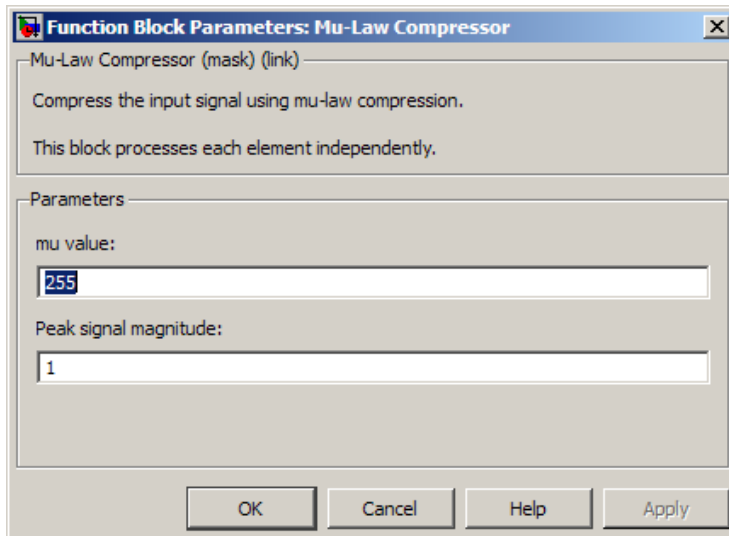 Function Block Parameters: Mu-Law Compressor
Mu-Law Compressor (mask) (link)
Compress the input signal using mu-law compression.
This block processes each element independently.
Parameters
mu value:
255
Peak signal magnitude:
1
OK Cancel Help Apply